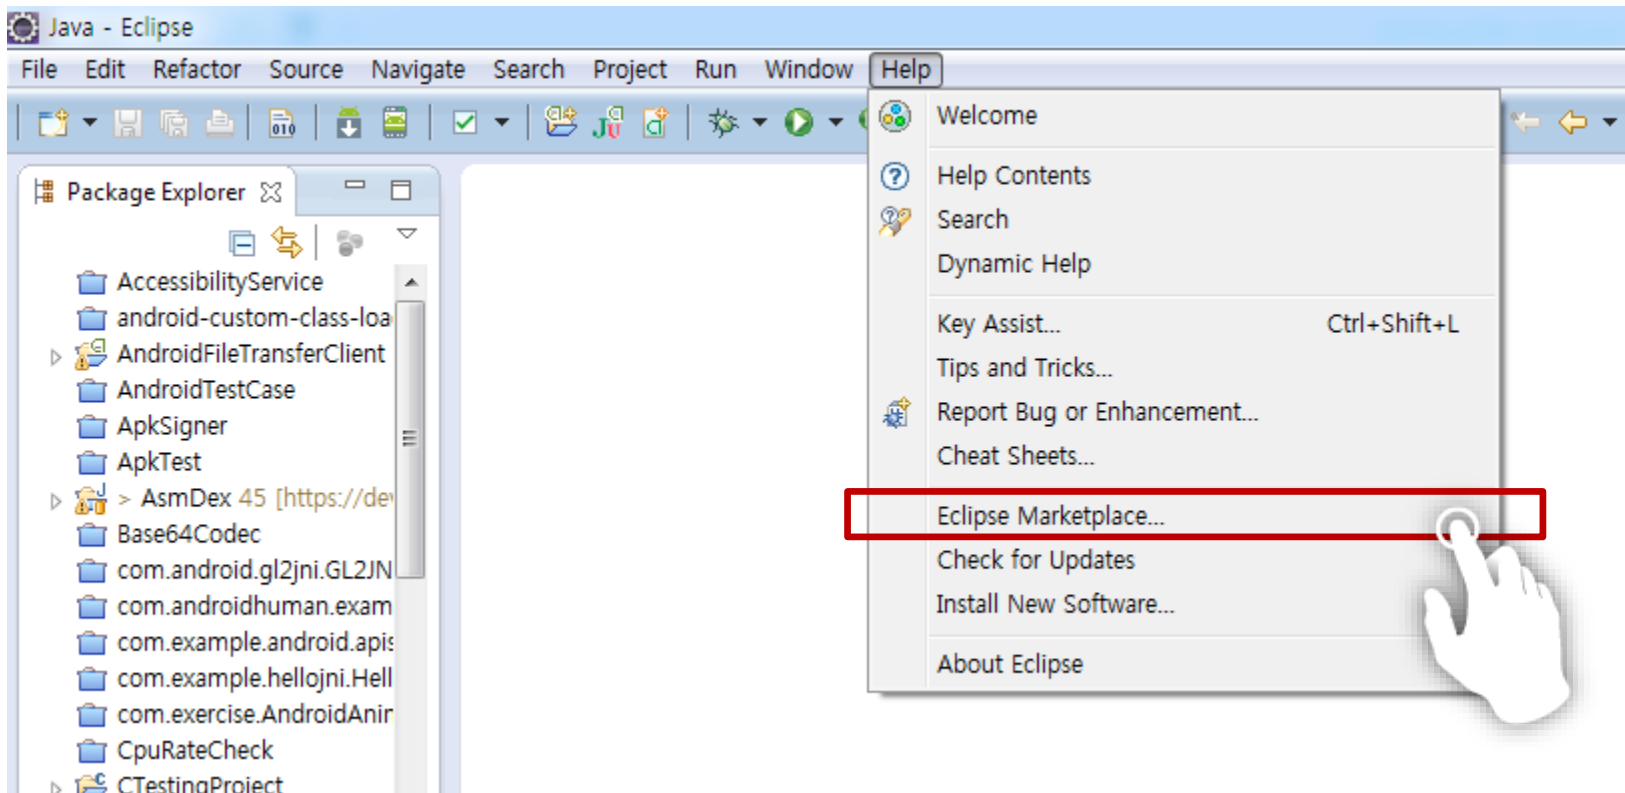 Java - Eclipse
File Edit Refactor Source Navigate Search Project Run Window Help
010
Package Explorer
AccessibilityService
android-custom-class-loa
AndroidFileTransferClient
AndroidTestCase
ApkSigner
ApkTest
> AsmDex 45 [https://de
Base64Codec
com.android.gl2jni.GL2JN
com.androidhuman.exam
com.example.android.apis
com.example.hellojni.Hell
com.exercise.AndroidAnin
CpuRateCheck
CTestingProject
Welcome
Help Contents
Search
Dynamic Help
Key Assist... Ctrl+Shift+L
Tips and Tricks...
Report Bug or Enhancement...
Cheat Sheets...
Eclipse Marketplace...
Check for Updates
Install New Software...
About Eclipse